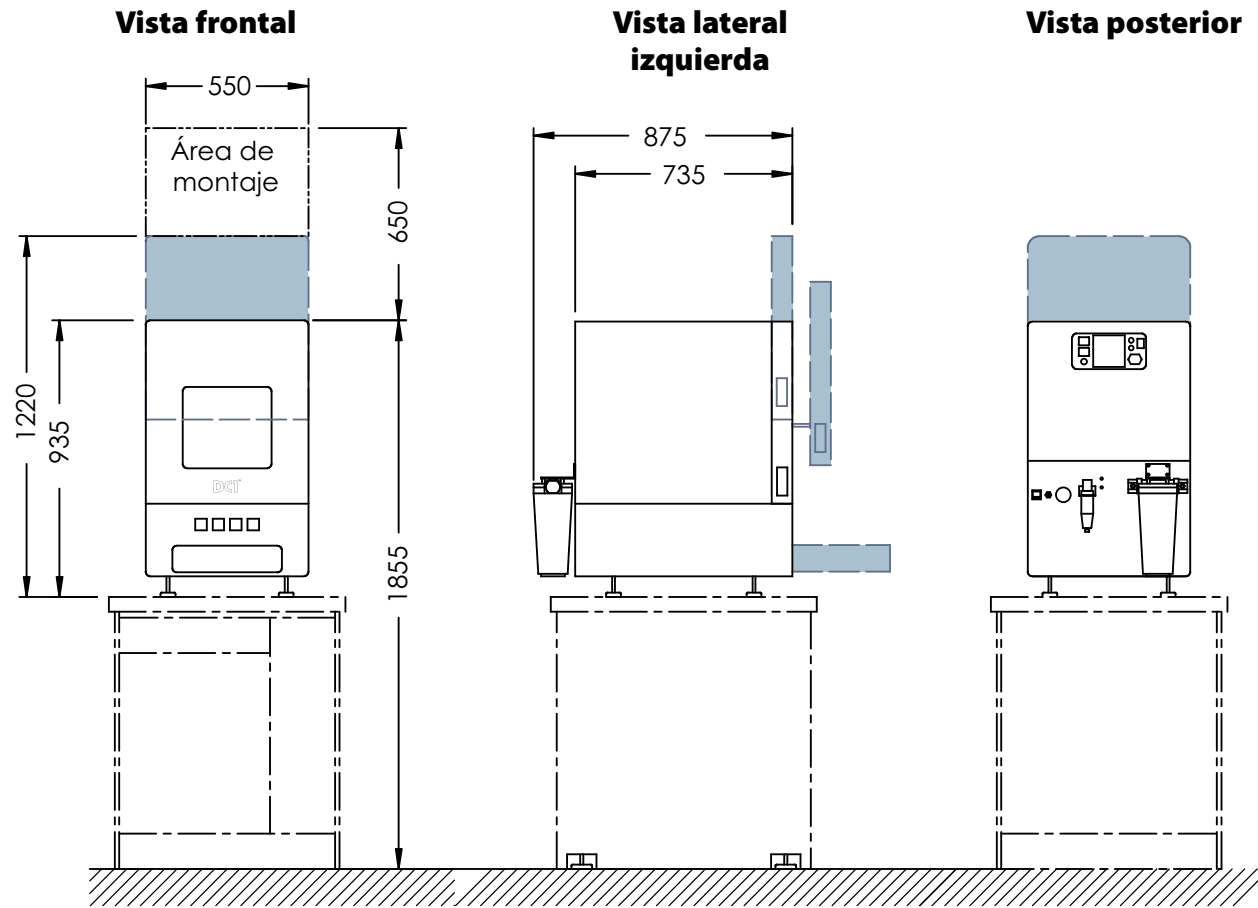 Vista frontal
Vista lateral
izquierda
Vista posterior
550
Área de
montaje
650
1220
935
1855
DCT
875
735